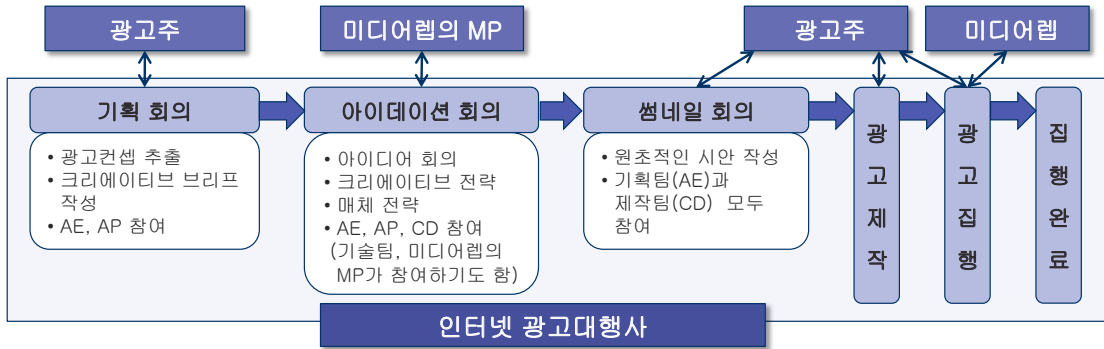 광고주
미디어렙의 MP
광고주
미디어렙
기획 회의
• 광고컨셉 추출
• 크리에이티브 브리프
작성
• AE, AP 참여
아이데이션 회의
• 아이디어 회의
• 크리에이티브 전략
• 매체 전략
• AE, AP, CD 참여
(기술팀, 미디어렙의
MP가 참여하기도 함)
썸네일 회의
• 원초적인 시안 작성
• 기획팀(AE)과
제작팀(CD) 모두
참여
광고제작
광고집행
집행완료
인터넷 광고대행사